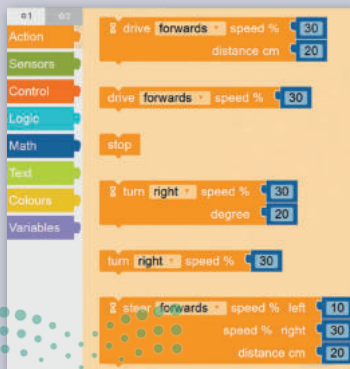 Action
Sensors
Control
Logic
Math
Text
Colours
Variables
drive forwards speed % 30
distance cm 20
drive forwards speed % 30
stop
turn right speed % 30
degree 20
turn right speed % 30
steer forwards speed % left 10
speed % right 30
distance cm 20